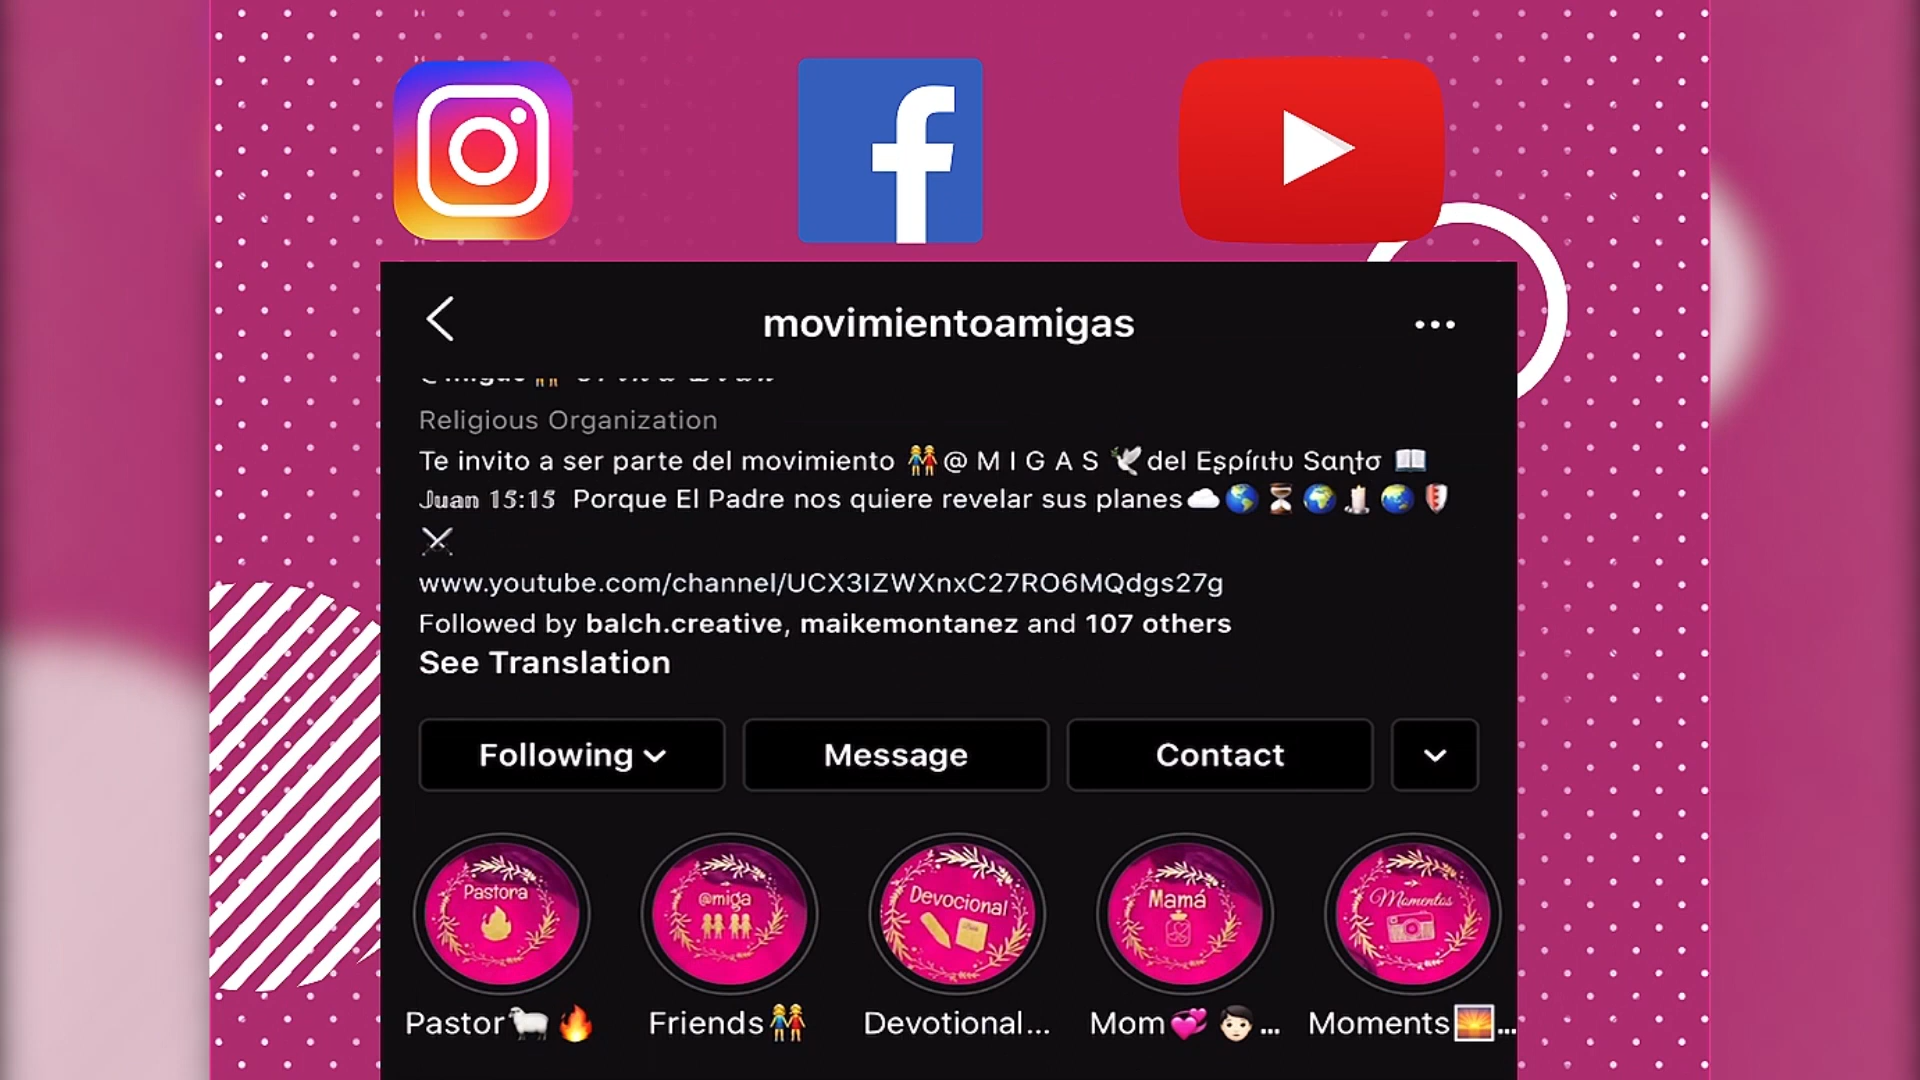 movimientoamigas
Religious Organization
Te invito a ser parte del movimiento 👭@ M I G A S 🕊 del Eʂρíɾιƭυ Sαɳƚσ 📖
𝕁𝕦𝕒𝕟 𝟙𝟝:𝟙𝟝 Porque El Padre nos quiere revelar sus planes☁️🌎⏳🌍🕯🌏🛡
⚔️
www.youtube.com/channel/UCX3IZWXnxC27RO6MQdgs27g
Followed by balch.creative, maikemontanez and 107 others
See Translation
Following
Message
Contact
Pastora
@miga
Devocional
Mamá
Momentos
Pastor🐑🔥
Friends👭
Devotional...
Mom💞👩🏻...
Moments🌅...